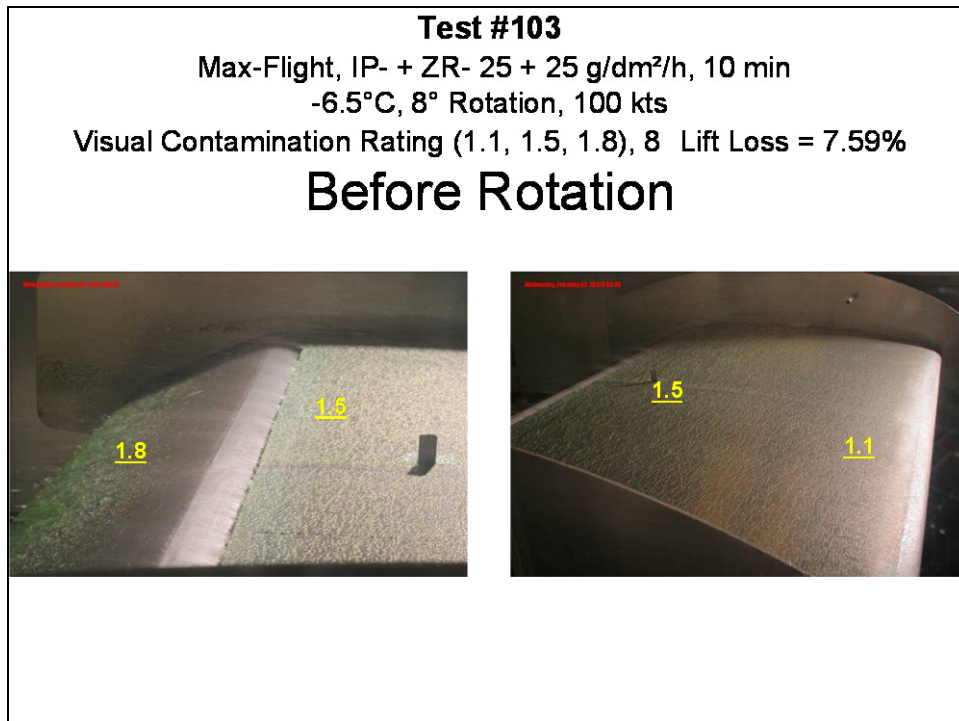 Test #103
Max-Flight, IP- + ZR- 25 + 25 g/dm²/h, 10 min
-6.5°C, 8° Rotation, 100 kts
Visual Contamination Rating (1.1, 1.5, 1.8), 8 Lift Loss = 7.59%
Before Rotation
1.8
1.5
1.5
1.1